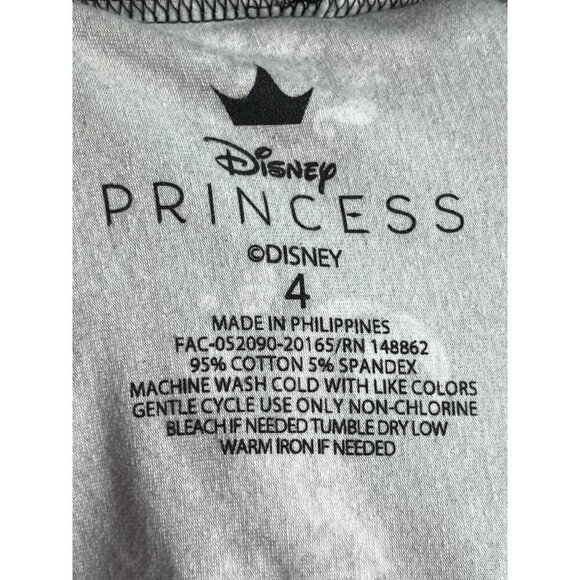 Disney
PRINCESS
©DISNEY
4
MADE IN PHILIPPINES
FAC-052090-20165/RN 148862
95% COTTON 5% SPANDEX
MACHINE WASH COLD WITH LIKE COLORS
GENTLE CYCLE USE ONLY NON-CHLORINE
BLEACH IF NEEDED TUMBLE DRY LOW
WARM IRON IF NEEDED